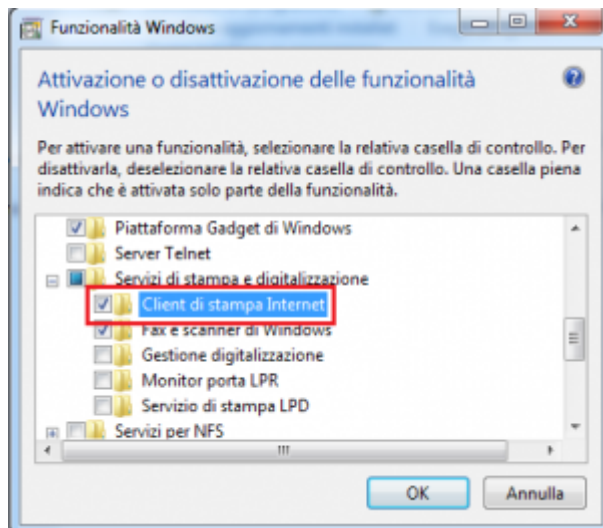 Funzionalità Windows
Attivazione o disattivazione delle funzionalità
Windows
Per attivare una funzionalità, selezionare la relativa casella di controllo. Per
disattivarla, deselezionare la relativa casella di controllo. Una casella piena
indica che è attivata solo parte della funzionalità.
Piattaforma Gadget di Windows
Server Telnet
Servizi di stampa e digitalizzazione
Client di stampa Internet
Fax e scanner di Windows
Gestione digitalizzazione
Monitor porta LPR
Servizio di stampa LPD
Servizi per NFS
OK Annulla